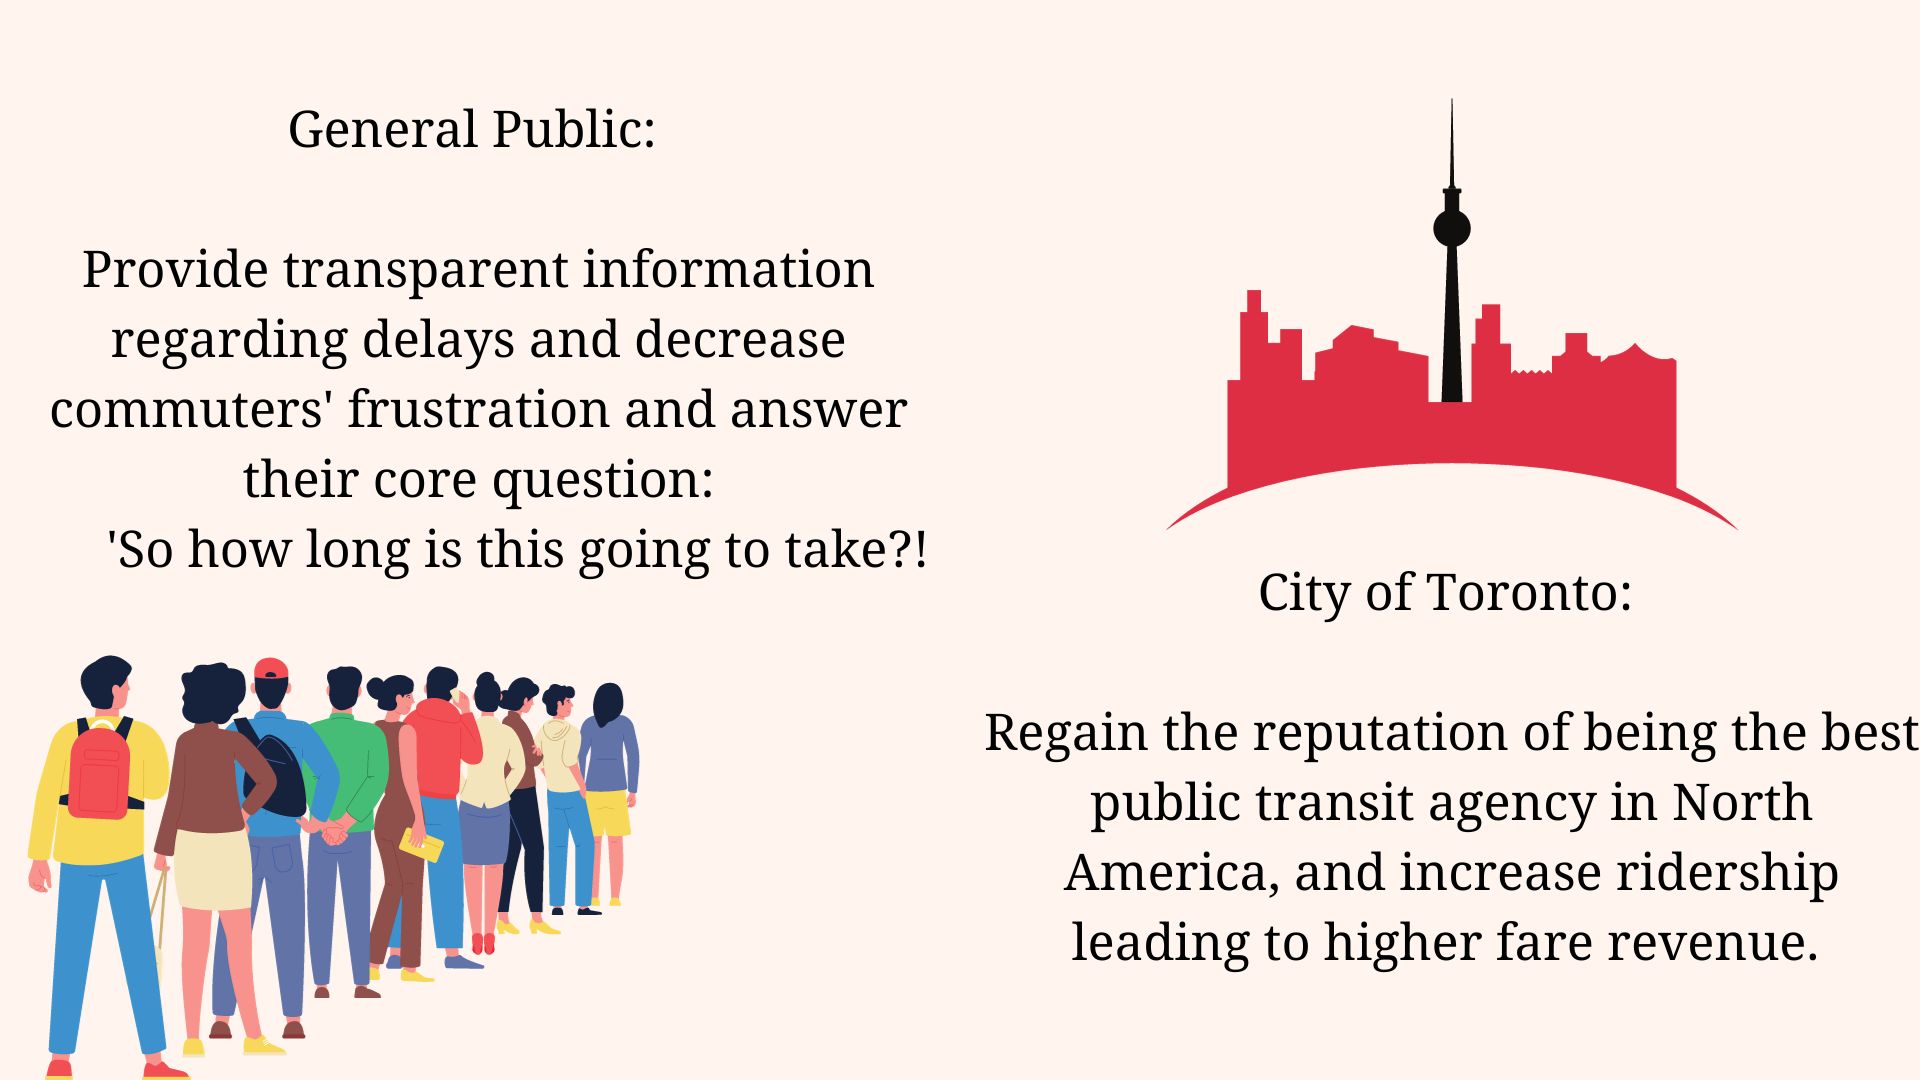 General Public:
Provide transparent information
regarding delays and decrease
commuters' frustration and answer
their core question:
'So how long is this going to take?!
City of Toronto:
Regain the reputation of being the best
public transit agency in North
America, and increase ridership
leading to higher fare revenue.